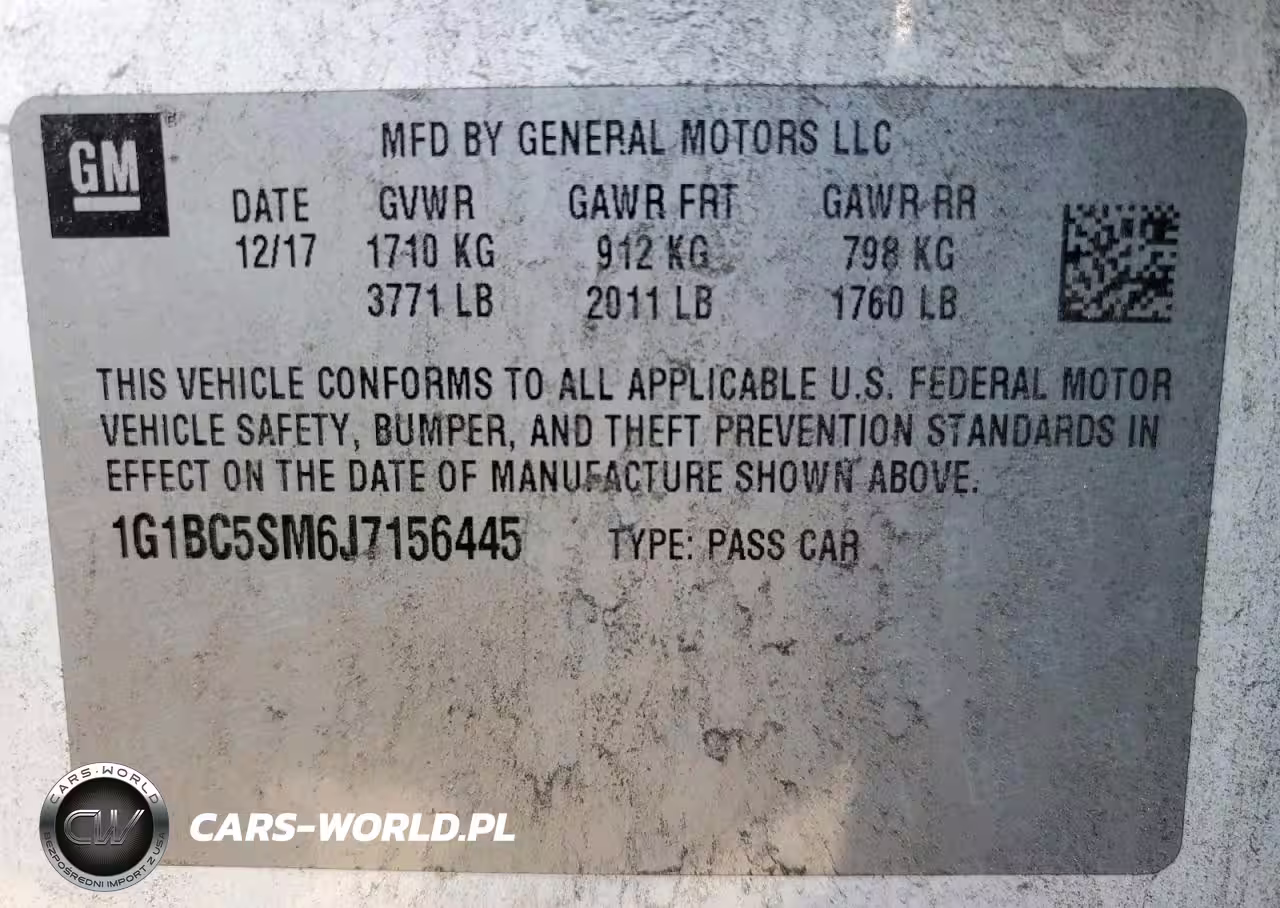 GM
MFD BY GENERAL MOTORS LLC
DATE GVWR GAWR FRT GAWR RR
12/17 1710 KG 912 KG 798 KG
3771 LB 2011 LB 1760 LB
THIS VEHICLE CONFORMS TO ALL APPLICABLE U.S. FEDERAL MOTOR
VEHICLE SAFETY, BUMPER, AND THEFT PREVENTION STANDARDS IN
EFFECT ON THE DATE OF MANUFACTURE SHOWN ABOVE.
1G1BC5SM6J7156445 TYPE: PASS CAR
CARS-WORLD
CW
BEZPOŚREDNI IMPORT Z USA
CARS-WORLD.PL